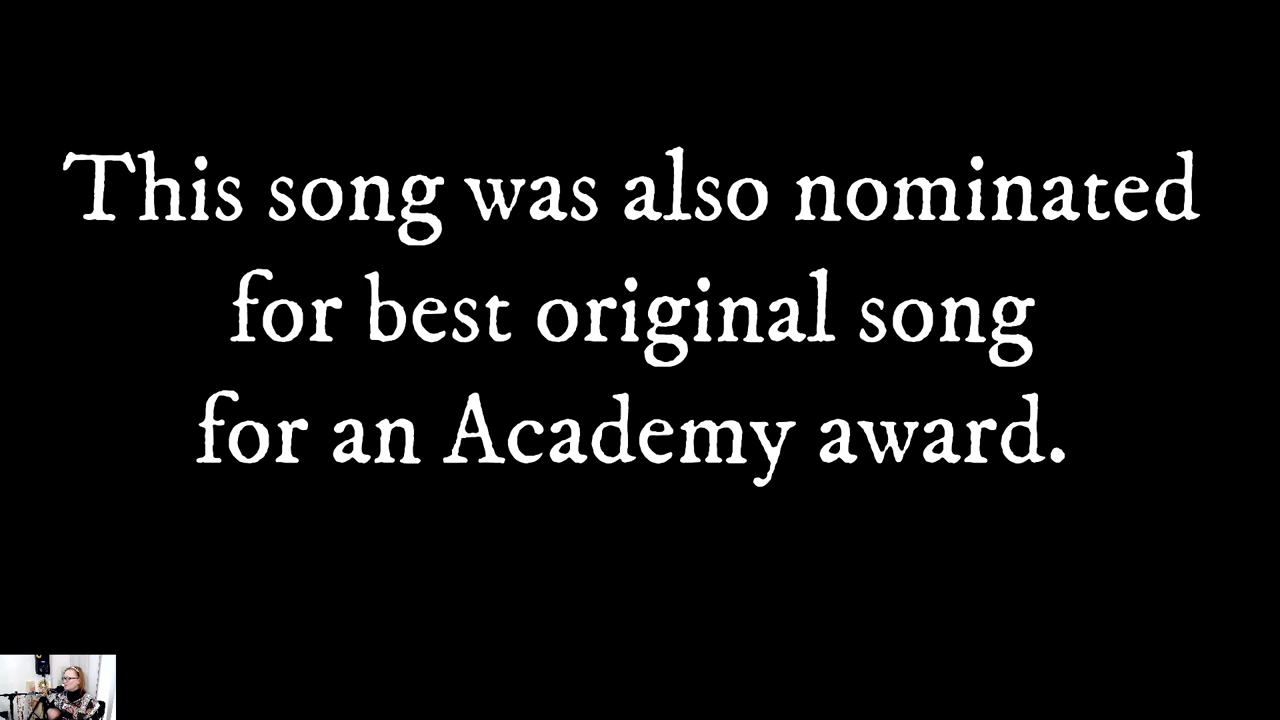 This song was also nominated
for best original song
for an Academy award.